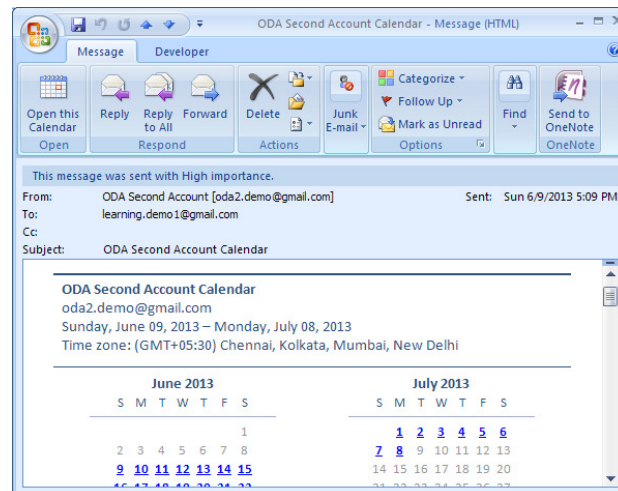 ODA Second Account Calendar - Message (HTML)
Message Developer
Open this Calendar
Reply
Reply to All
Forward
Delete
Junk E-mail
Categorize
Follow Up
Mark as Unread
Find
Send to OneNote
Open Respond Actions Options OneNote
This message was sent with High importance.
From: ODA Second Account [oda2.demo@gmail.com] Sent: Sun 6/9/2013 5:09 PM
To: learning.demo1@gmail.com
Cc:
Subject: ODA Second Account Calendar
ODA Second Account Calendar
oda2.demo@gmail.com
Sunday, June 09, 2013 – Monday, July 08, 2013
Time zone: (GMT+05:30) Chennai, Kolkata, Mumbai, New Delhi
June 2013 July 2013
S M T W T F S S M T W T F S
1 1 2 3 4 5 6
2 3 4 5 6 7 8 7 8 9 10 11 12 13
9 10 11 12 13 14 15 14 15 16 17 18 19 20